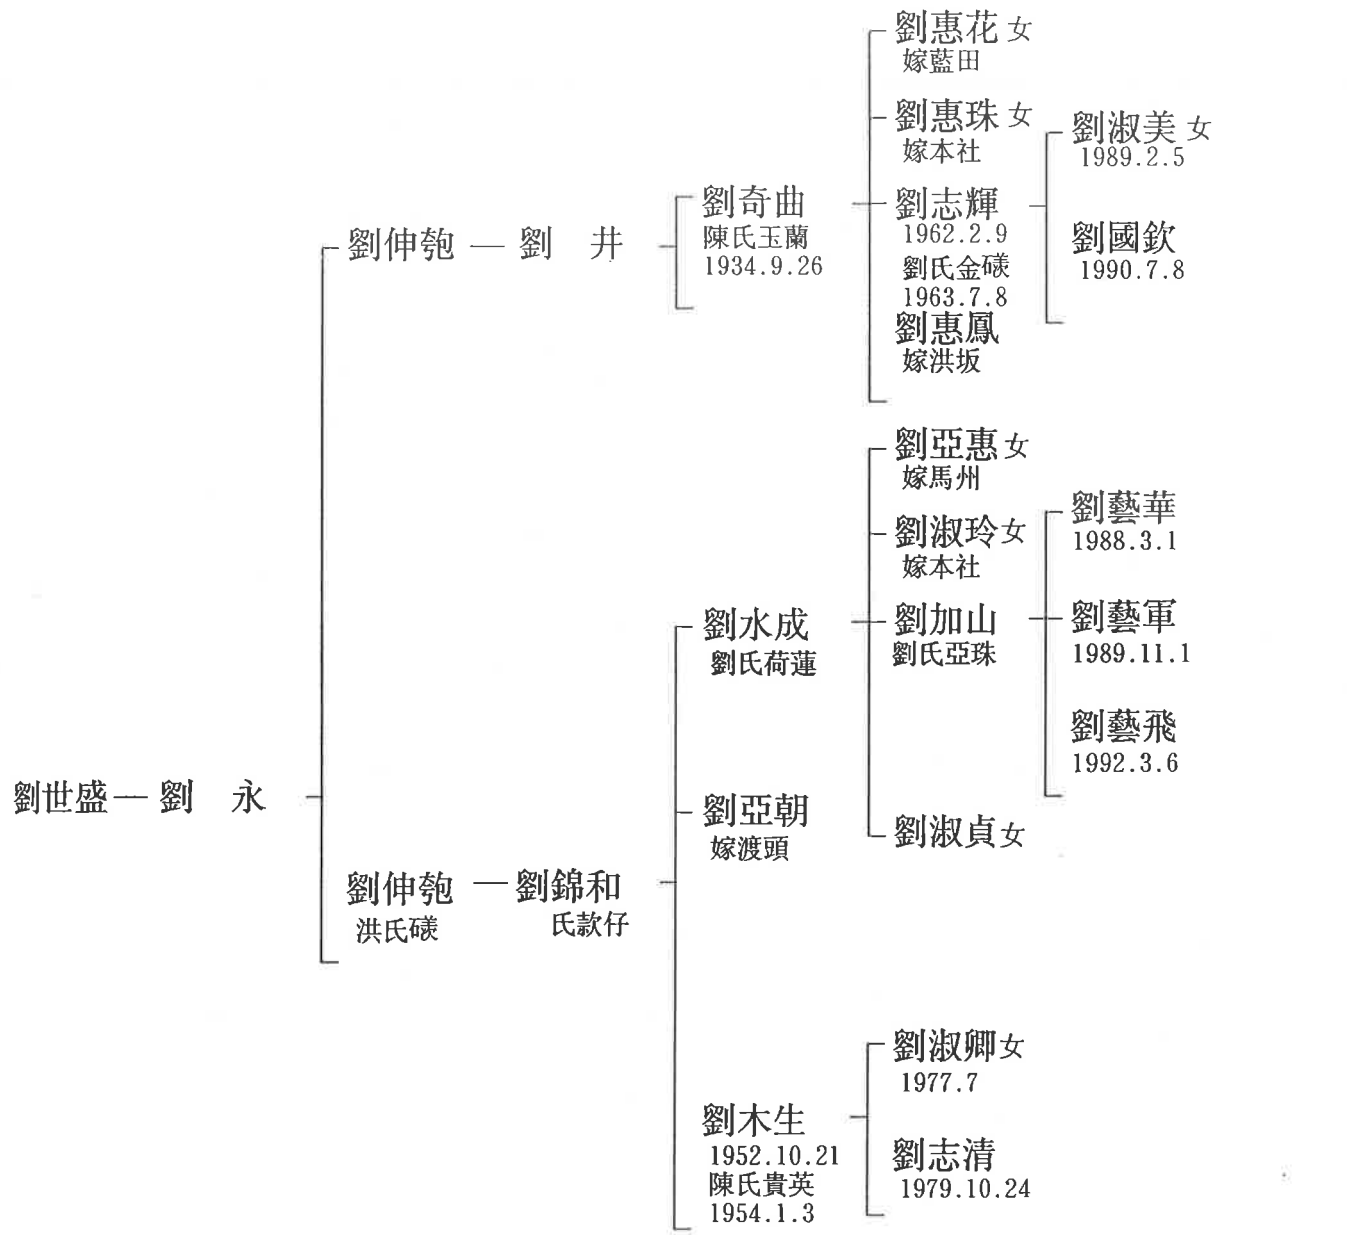 劉世盛 — 劉　永
劉伸匏 — 劉　井
劉奇曲
陳氏玉蘭
1934.9.26
劉惠花 女
嫁藍田
劉惠珠 女
嫁本社
劉志輝
1962.2.9
劉氏金𥕢
1963.7.8
劉惠鳳
嫁洪坂
劉淑美 女
1989.2.5
劉國欽
1990.7.8
劉伸匏 — 劉錦和
洪氏𥕢
氏款仔
劉水成
劉氏荷蓮
劉亞惠 女
嫁馬州
劉淑玲 女
嫁本社
劉加山
劉氏亞珠
劉淑貞 女
劉藝華
1988.3.1
劉藝軍
1989.11.1
劉藝飛
1992.3.6
劉亞朝
嫁渡頭
劉木生
1952.10.21
陳氏貴英
1954.1.3
劉淑卿 女
1977.7
劉志清
1979.10.24